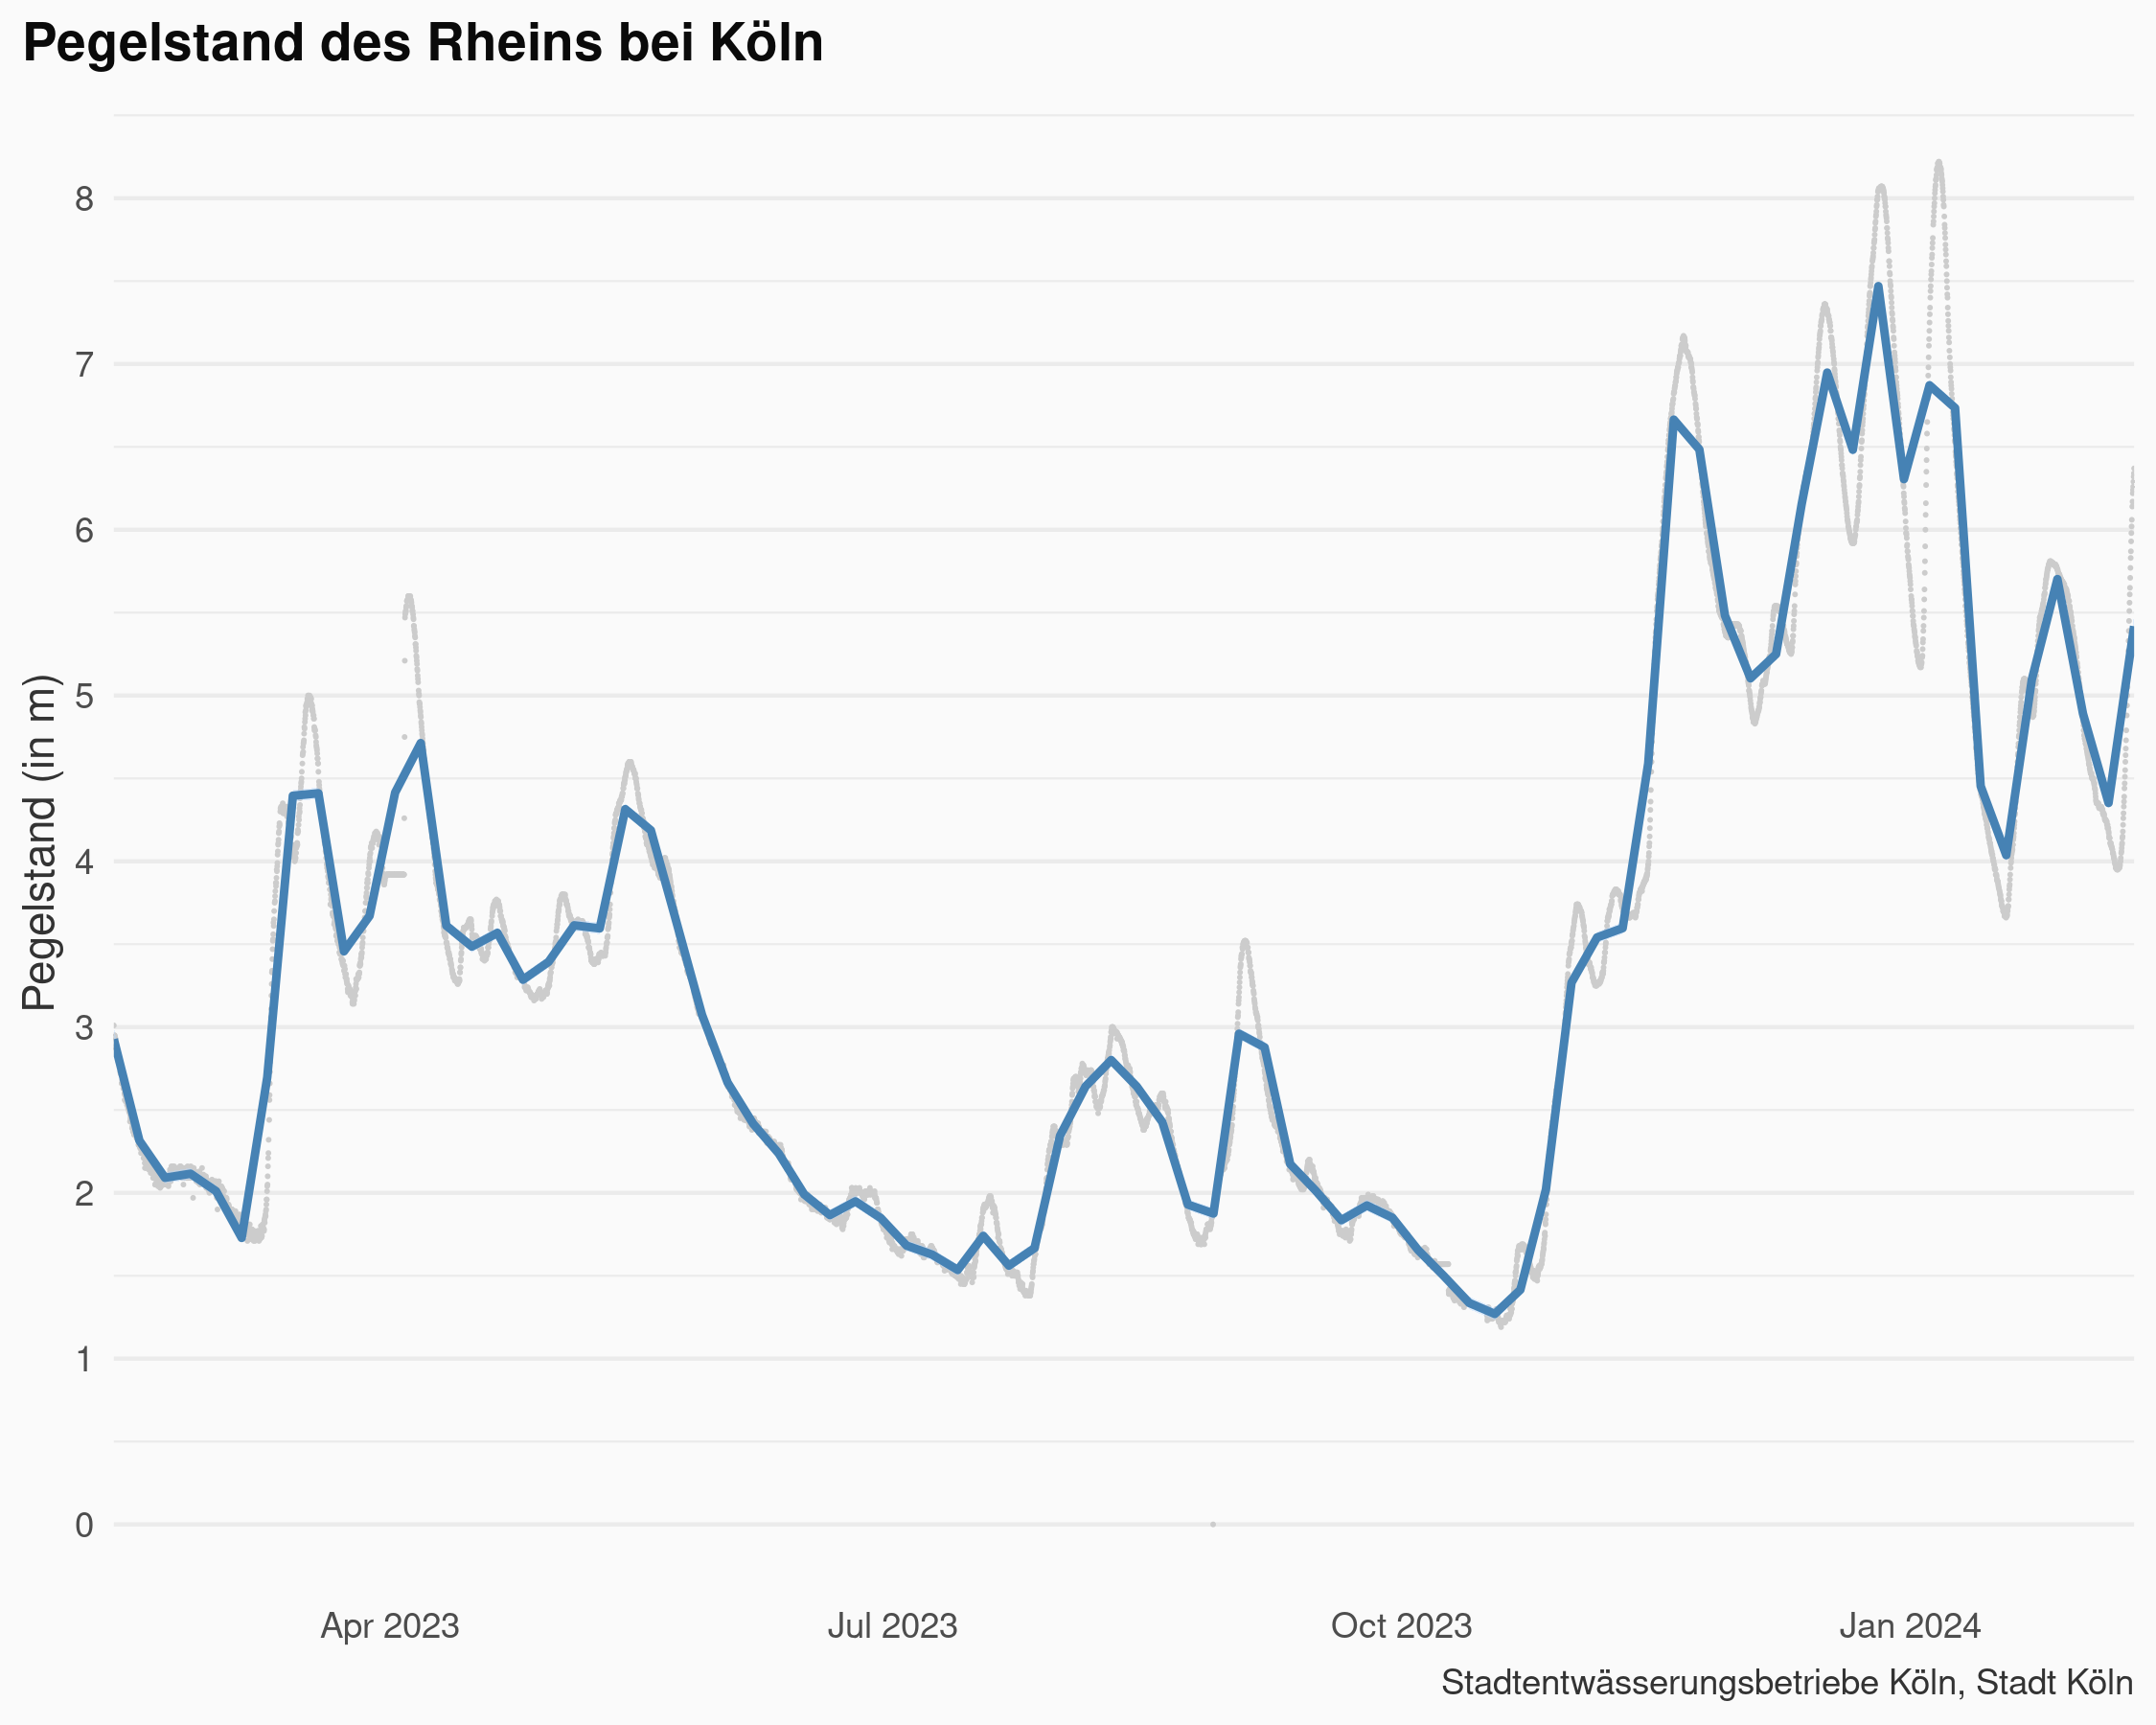 Pegelstand des Rheins bei Köln
Pegelstand (in m)
8
7
6
5
4
3
2
1
0
Apr 2023
Jul 2023
Oct 2023
Jan 2024
Stadtentwässerungsbetriebe Köln, Stadt Köln